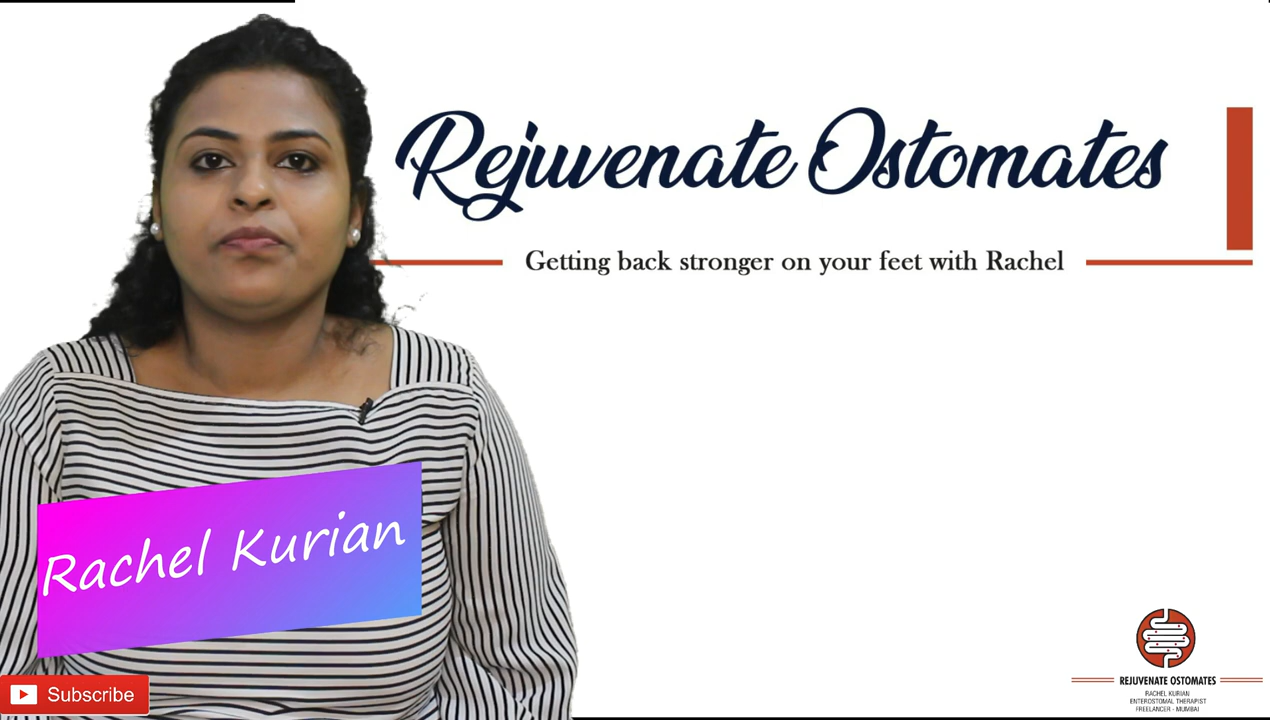 Rejuvenate Ostomates
Getting back stronger on your feet with Rachel
Rachel Kurian
Subscribe
REJUVENATE OSTOMATES
RACHEL KURIAN
ENTEROSTOMAL THERAPIST
FREELANCER - MUMBAI